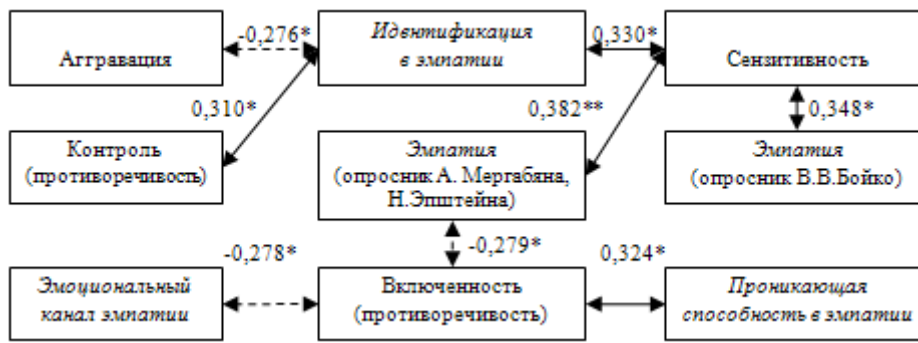 -0,276*
Аггравация
Идентификация
в эмпатии
0,330*
Сензитивность
0,310*
0,382**
0,348*
Контроль
(противоречивость)
Эмпатия
(опросник А. Мергабяна,
Н.Эпштейна)
Эмпатия
(опросник В.В.Бойко)
-0,279*
-0,278*
0,324*
Эмоциональный
канал эмпатии
Включенность
(противоречивость)
Проникающая
способность в эмпатии